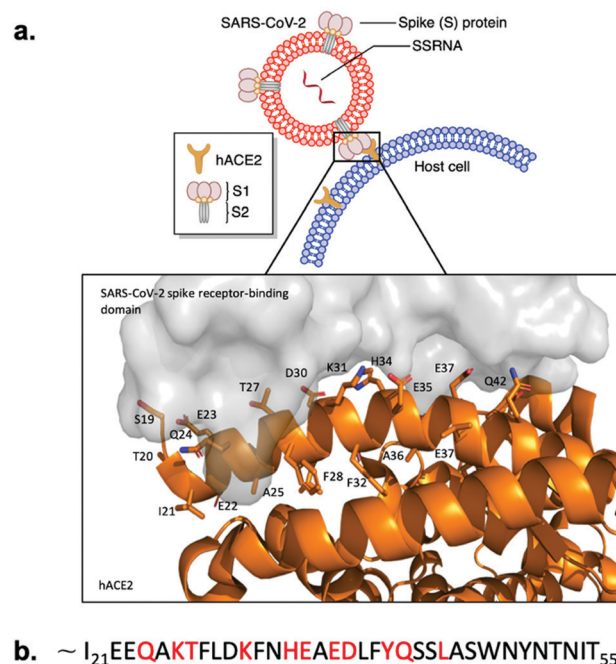 a.
SARS-CoV-2
Spike (S) protein
SSRNA
hACE2
S1
S2
Host cell
SARS-CoV-2 spike receptor-binding
domain
S19
E23
Q24
T20
I21
E22
A25
T27
D30
K31
H34
E35
E37
Q42
F28
F32
A36
E37
hACE2
b. ~ I21EEQAKTFLDKFNHEAEDLFYQSSLASWNYNTNIT55